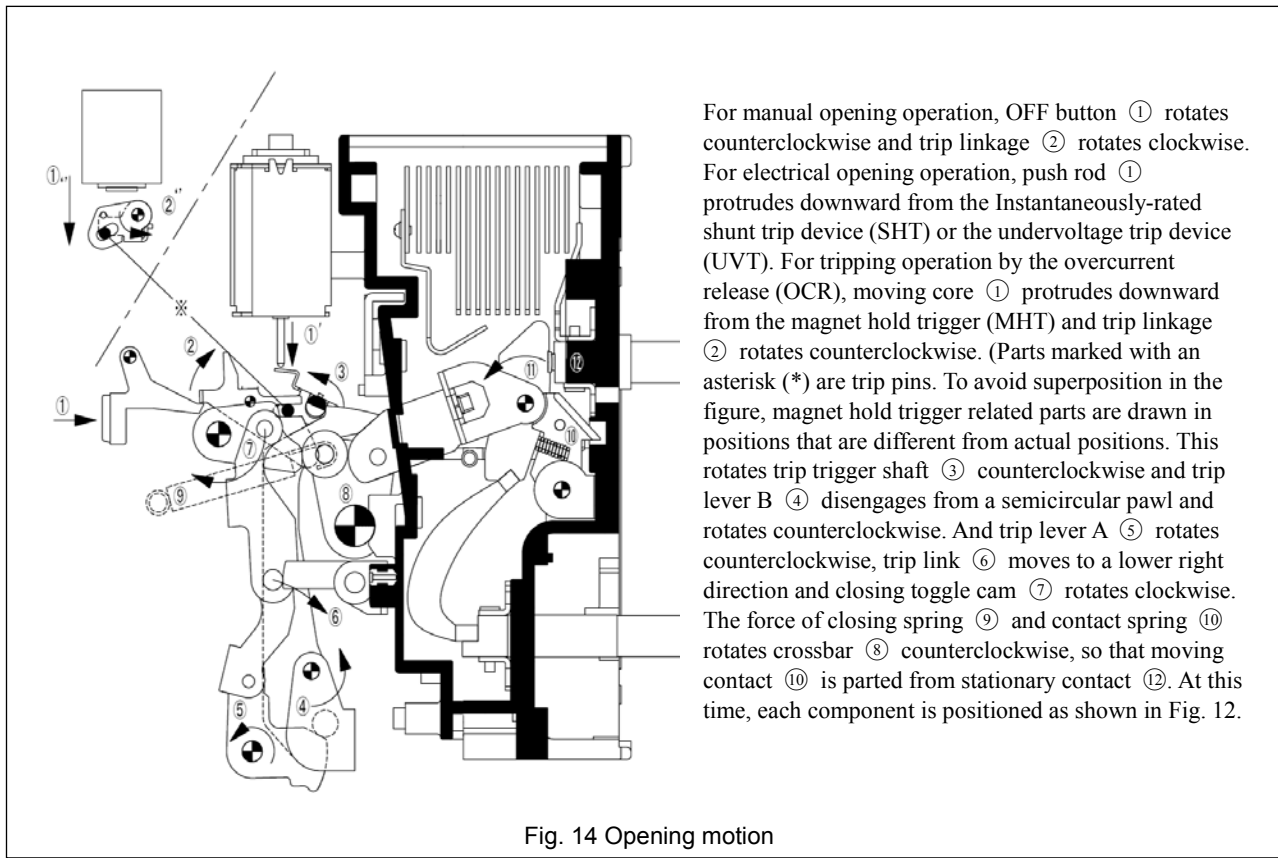 ①''
②''
※
①'
②
③
①
⑪
⑫
⑦
⑩
⑨
⑧
⑥
④
⑤
For manual opening operation, OFF button ① rotates
counterclockwise and trip linkage ② rotates clockwise.
For electrical opening operation, push rod ①
protrudes downward from the Instantaneously-rated
shunt trip device (SHT) or the undervoltage trip device
(UVT). For tripping operation by the overcurrent
release (OCR), moving core ① protrudes downward
from the magnet hold trigger (MHT) and trip linkage
② rotates counterclockwise. (Parts marked with an
asterisk (*) are trip pins. To avoid superposition in the
figure, magnet hold trigger related parts are drawn in
positions that are different from actual positions. This
rotates trip trigger shaft ③ counterclockwise and trip
lever B ④ disengages from a semicircular pawl and
rotates counterclockwise. And trip lever A ⑤ rotates
counterclockwise, trip link ⑥ moves to a lower right
direction and closing toggle cam ⑦ rotates clockwise.
The force of closing spring ⑨ and contact spring ⑩
rotates crossbar ⑧ counterclockwise, so that moving
contact ⑩ is parted from stationary contact ⑫. At this
time, each component is positioned as shown in Fig. 12.
Fig. 14 Opening motion